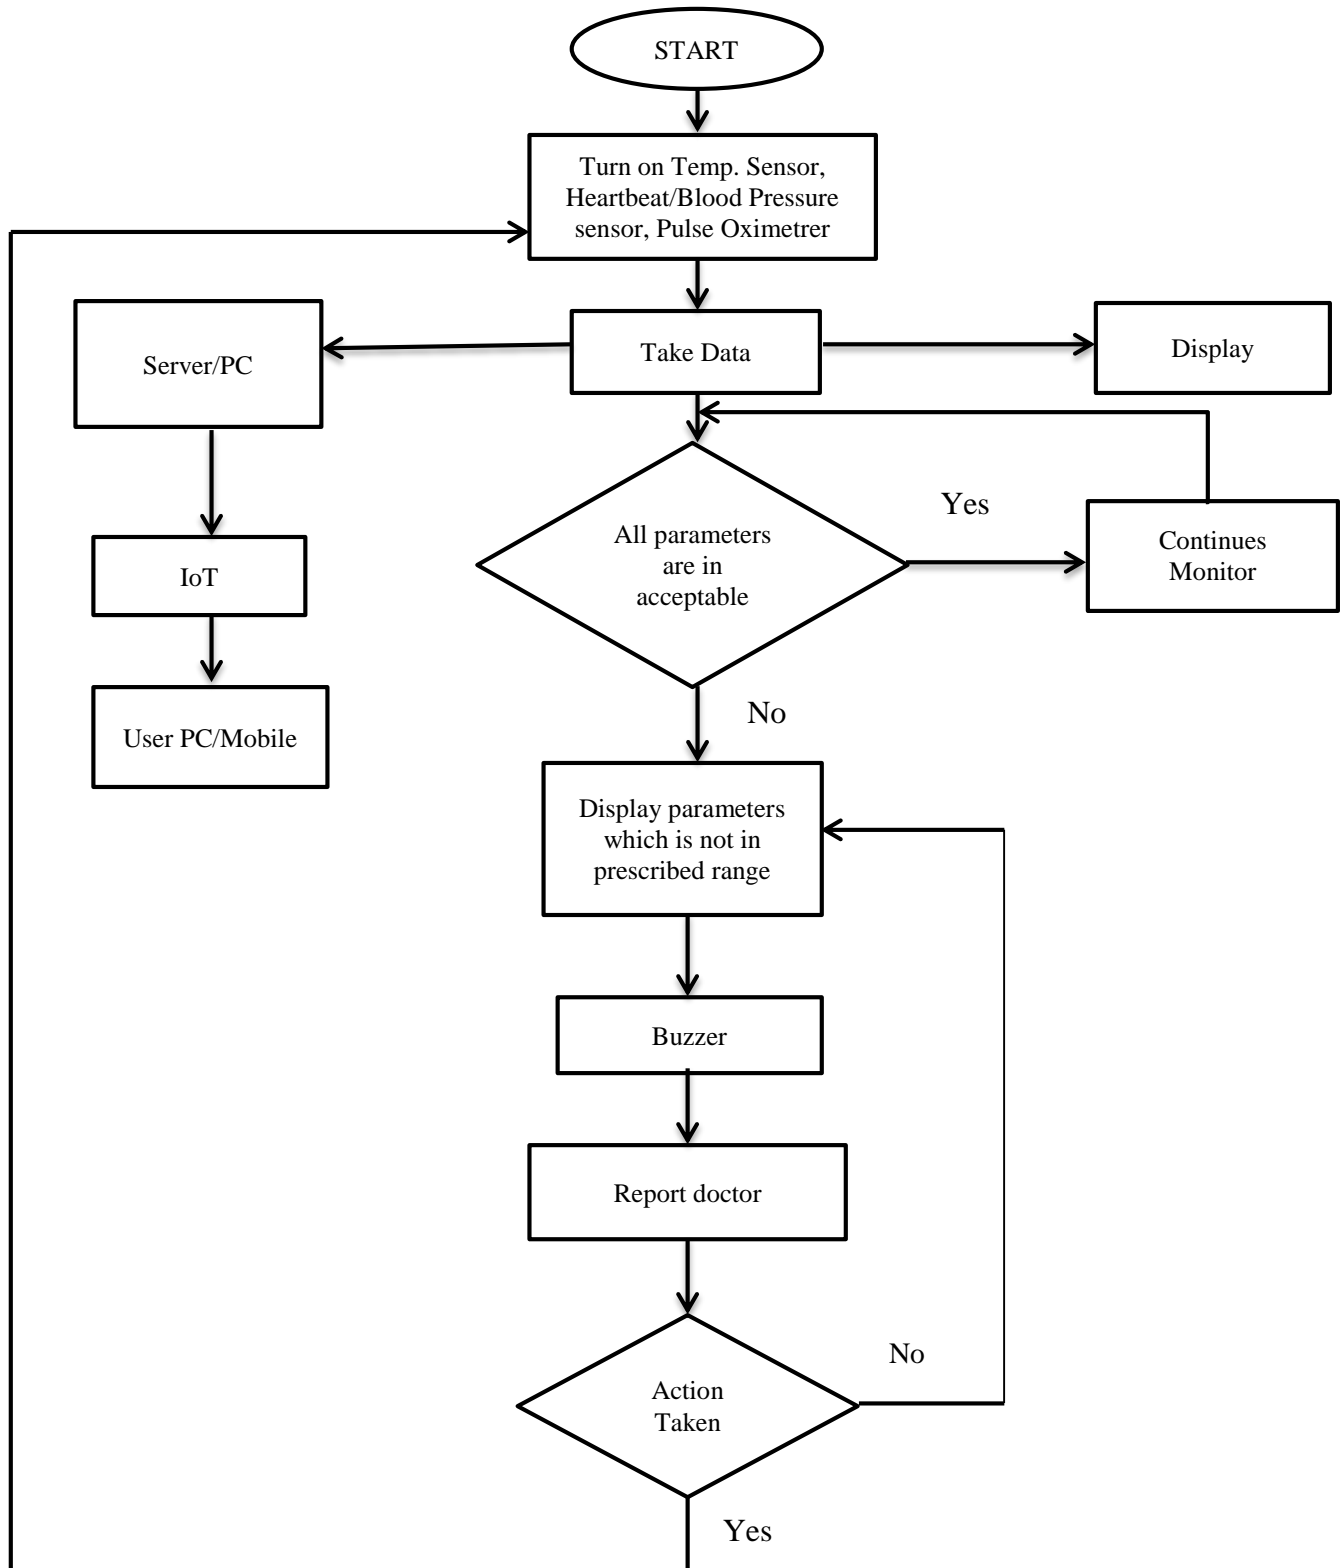 START
Turn on Temp. Sensor,
Heartbeat/Blood Pressure
sensor, Pulse Oximetrer
Server/PC
Take Data
Display
Yes
All parameters
are in
acceptable
Continues
Monitor
IoT
No
User PC/Mobile
Display parameters
which is not in
prescribed range
Buzzer
Report doctor
No
Action
Taken
Yes